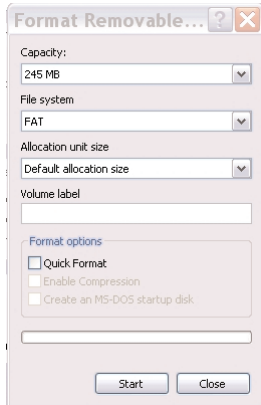 Format Removable...
Capacity:
245 MB
File system
FAT
Allocation unit size
Default allocation size
Volume label
Format options
Quick Format
Enable Compression
Create an MS-DOS startup disk
Start
Close